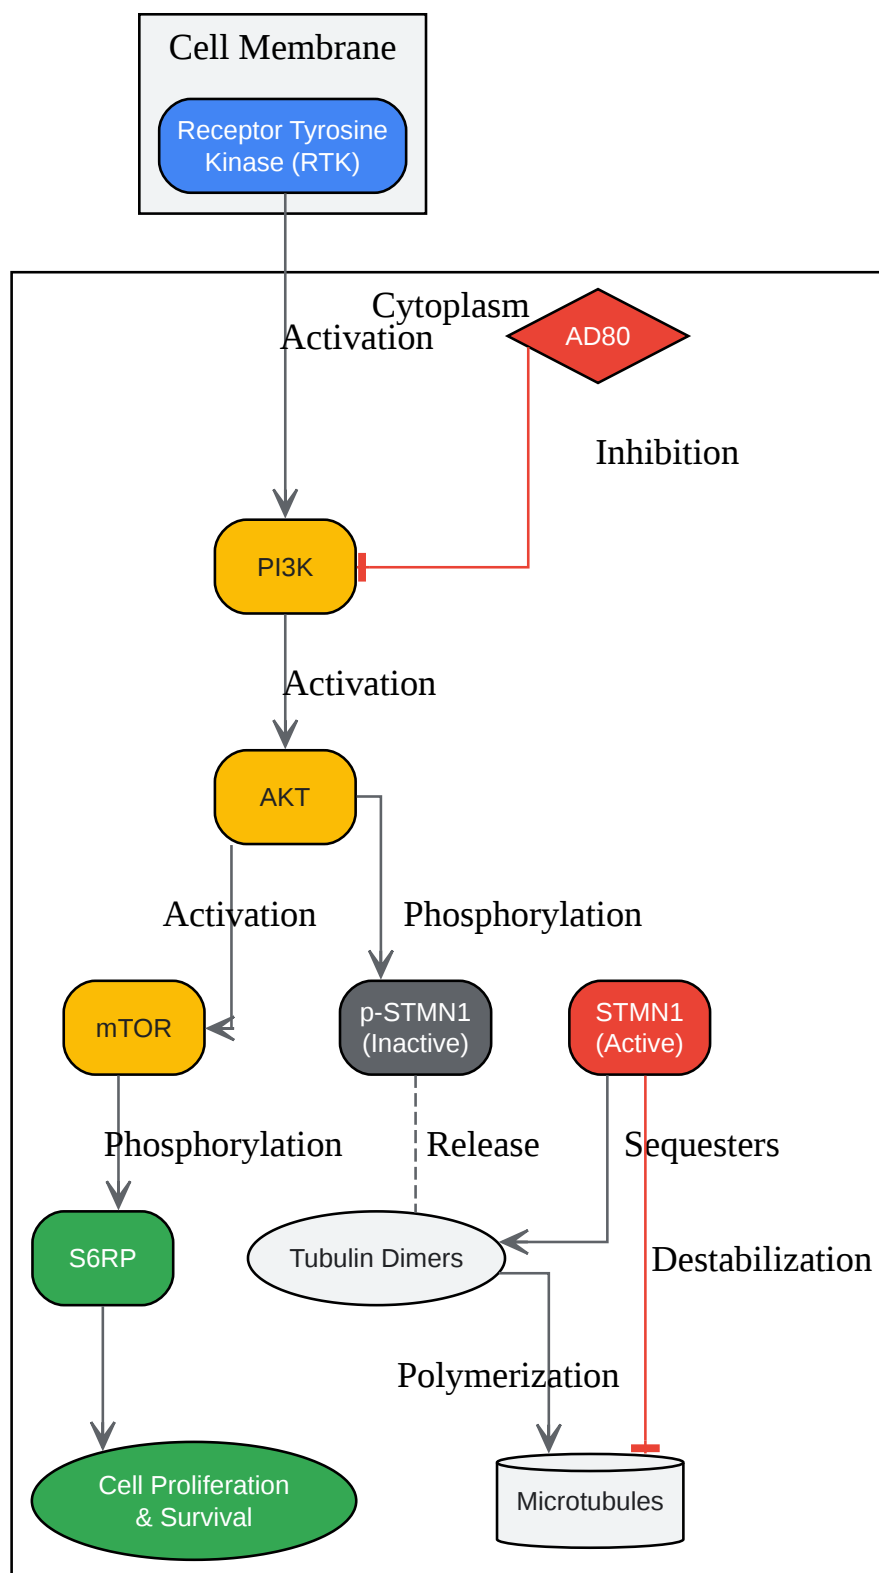 Cell Membrane
Receptor Tyrosine
Kinase (RTK)
Cytoplasm
Activation
AD80
Inhibition
PI3K
Activation
AKT
Activation
Phosphorylation
mTOR
p-STMN1
(Inactive)
STMN1
(Active)
Phosphorylation
Release
Sequesters
S6RP
Tubulin Dimers
Destabilization
Polymerization
Cell Proliferation
& Survival
Microtubules